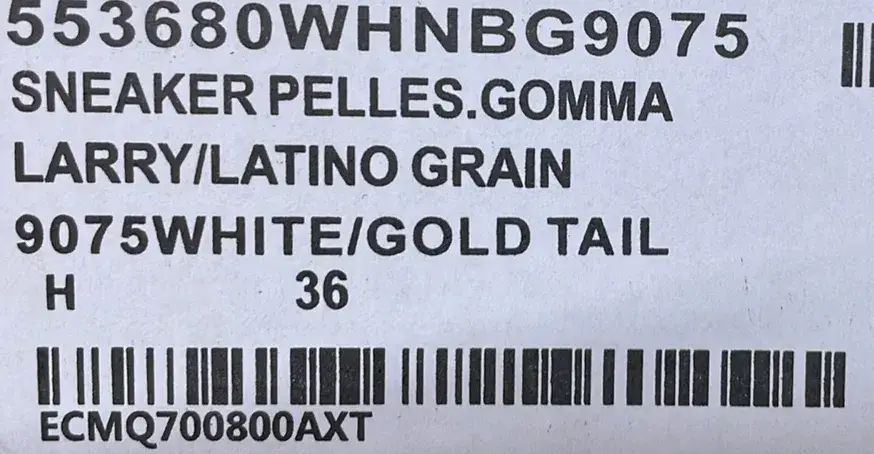 553680WHNBG9075
SNEAKER PELLES.GOMMA
LARRY/LATINO GRAIN
9075WHITE/GOLD TAIL
H 36
ECMQ700800AXT